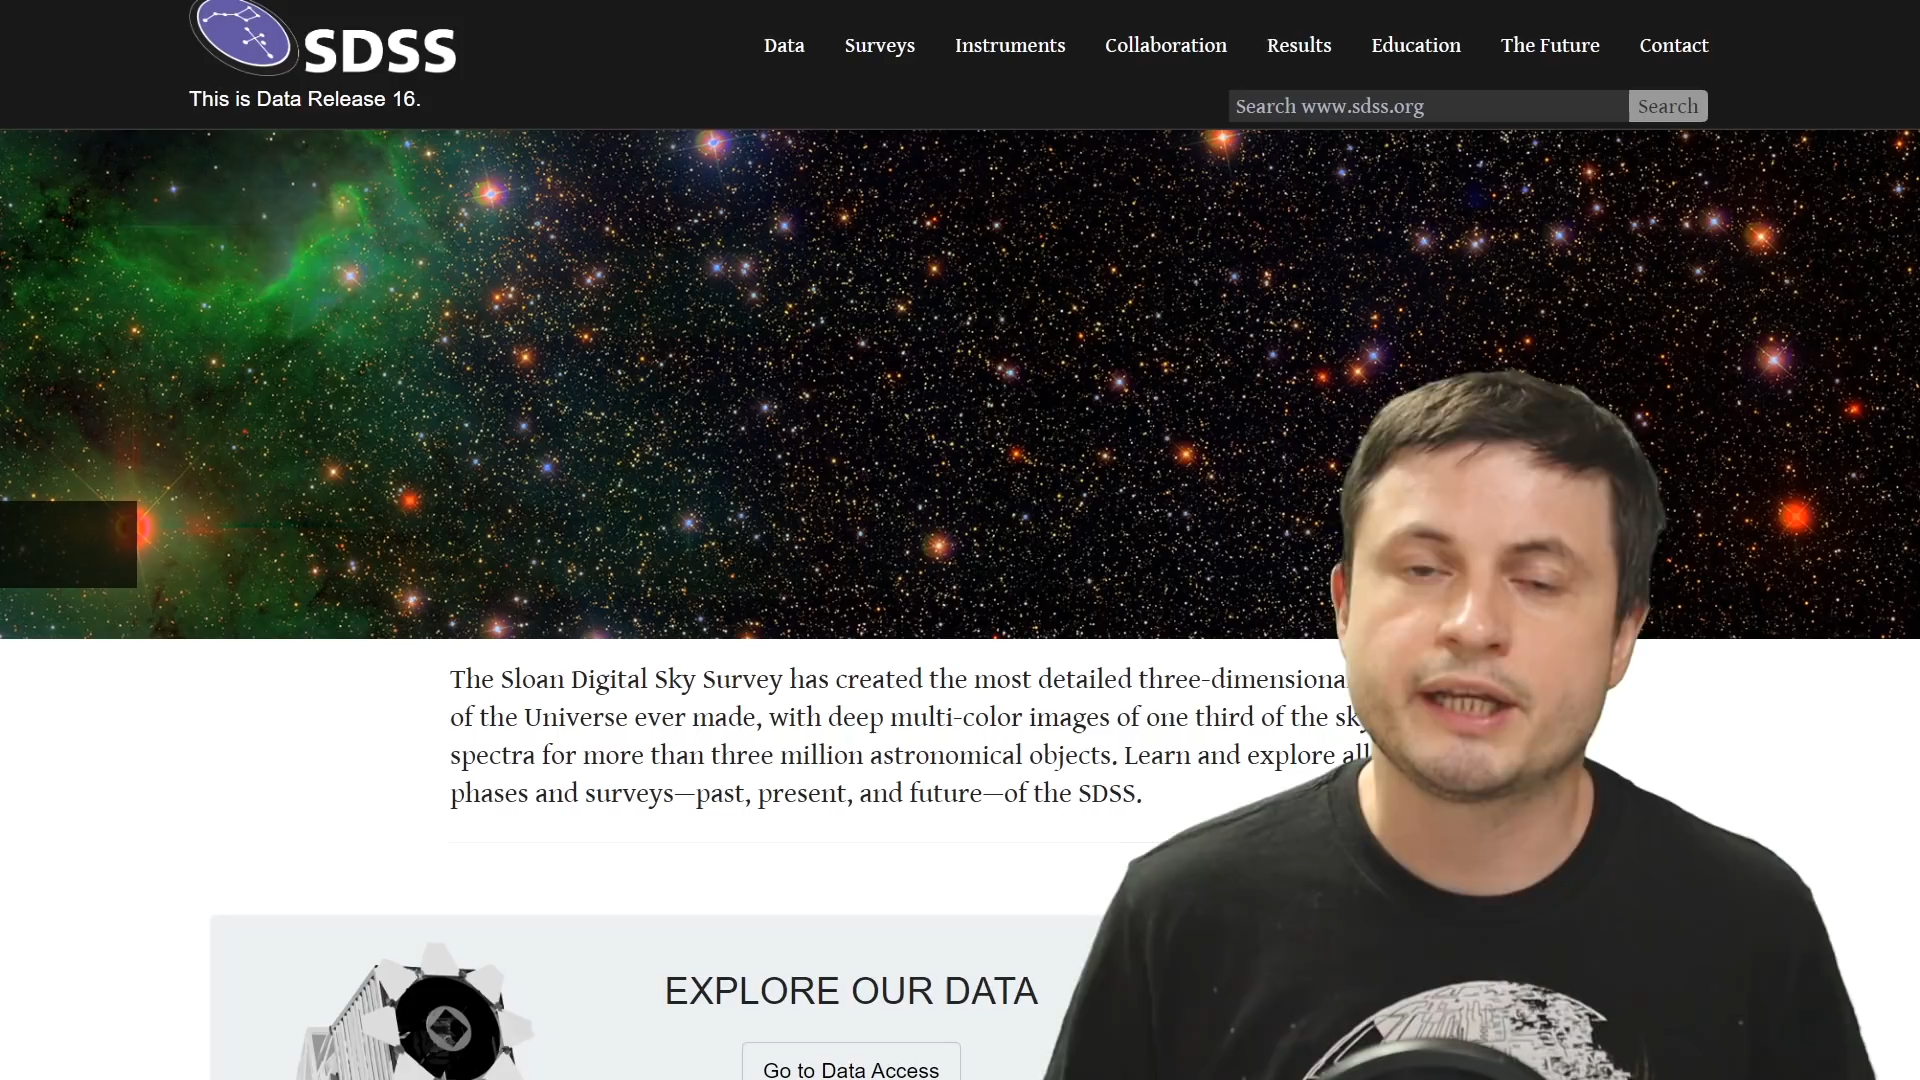 SDSS
This is Data Release 16.
Data Surveys Instruments Collaboration Results Education The Future Contact
Search www.sdss.org Search
The Sloan Digital Sky Survey has created the most detailed three-dimensional
of the Universe ever made, with deep multi-color images of one third of the sky
spectra for more than three million astronomical objects. Learn and explore all
phases and surveys—past, present, and future—of the SDSS.
EXPLORE OUR DATA
Go to Data Access